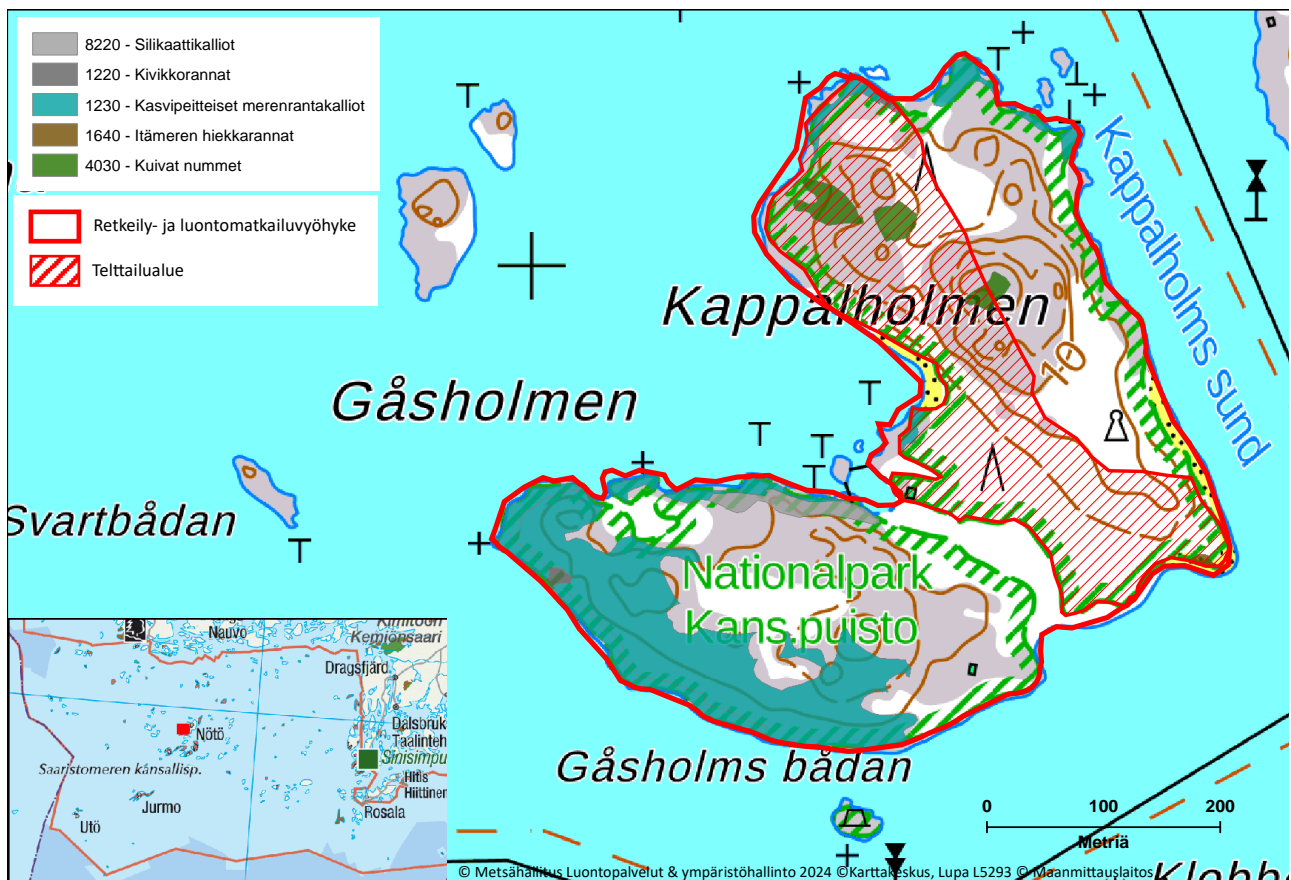 8220 - Silikaattikalliot
1220 - Kivikkorannat
1230 - Kasvipeitteiset merenrantakalliot
1640 - Itämeren hiekkarannat
4030 - Kuivat nummet
Retkeily- ja luontomatkailuvyöhyke
Telttailualue
Kappalholms sund
Kappalholmen
10
Gåsholmen
Svartbådan
Nationalpark
Kans.puisto
Gåsholms bådan
0 100 200
Metriä
Nauvo
Kemiönsaari
Dragsfjärd
Nötö
Saaristomeren kansallisp.
Jurmo
Utö
Rosala
Hiittinen
© Metsähallitus Luontopalvelut & ympäristöhallinto 2024 ©Karttakeskus, Lupa L5293 © Maanmittauslaitos